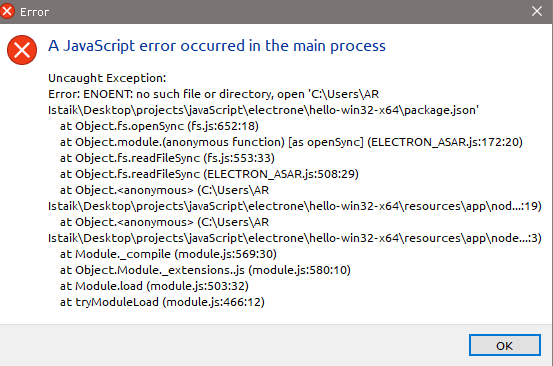 Error
A JavaScript error occurred in the main process
Uncaught Exception:
Error: ENOENT: no such file or directory, open 'C:\Users\AR
Istaik\Desktop\projects\javaScript\electrone\hello-win32-x64\package.json'
at Object.fs.openSync (fs.js:652:18)
at Object.module.(anonymous function) [as openSync] (ELECTRON_ASAR.js:172:20)
at Object.fs.readFileSync (fs.js:553:33)
at Object.fs.readFileSync (ELECTRON_ASAR.js:508:29)
at Object.<anonymous> (C:\Users\AR
Istaik\Desktop\projects\javaScript\electrone\hello-win32-x64\resources\app\nod...:19)
at Object.<anonymous> (C:\Users\AR
Istaik\Desktop\projects\javaScript\electrone\hello-win32-x64\resources\app\node...:3)
at Module._compile (module.js:569:30)
at Object.Module._extensions..js (module.js:580:10)
at Module.load (module.js:503:32)
at tryModuleLoad (module.js:466:12)
OK